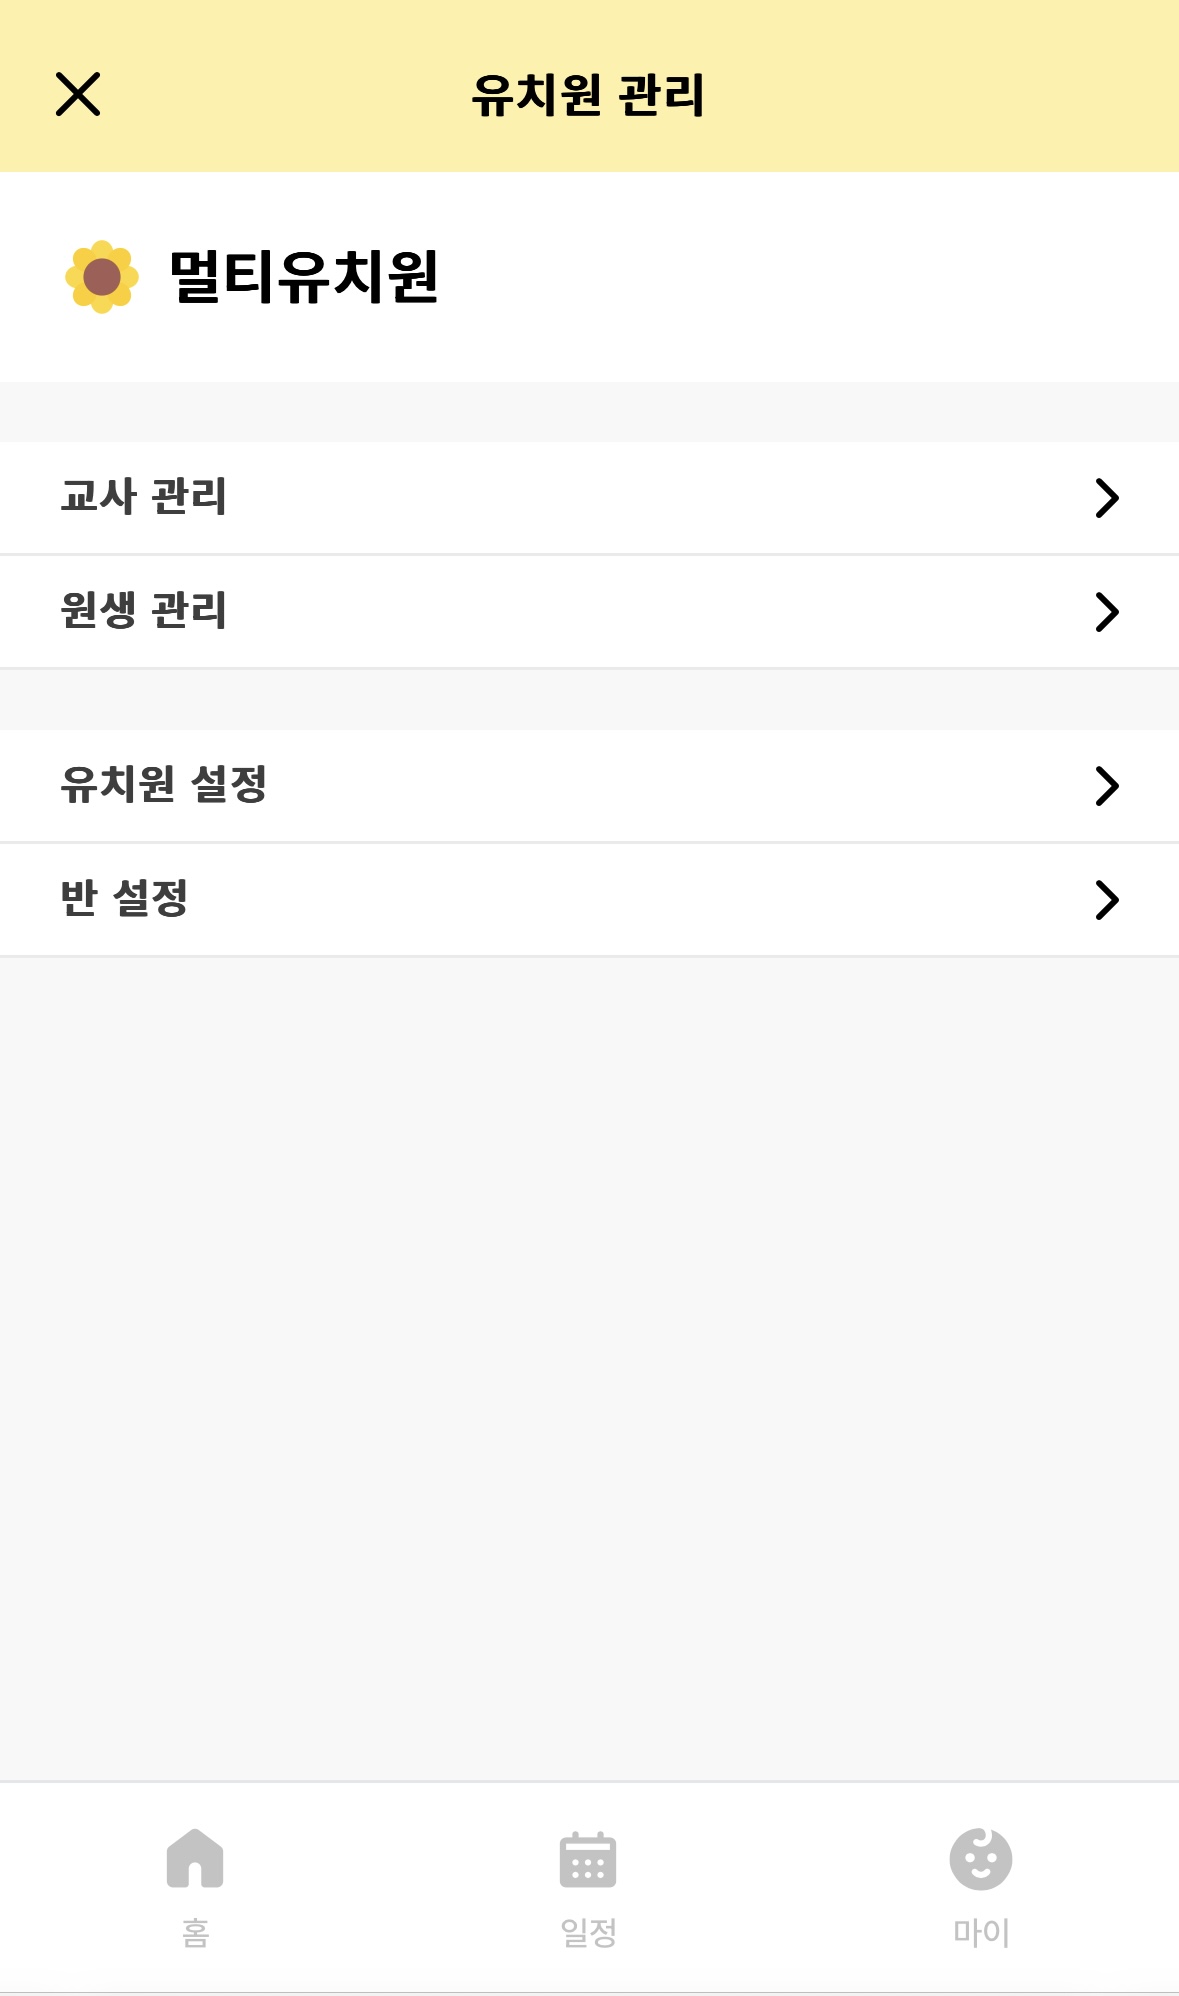 유치원 관리
멀티유치원
교사 관리
원생 관리
유치원 설정
반 설정
홈
일정
마이